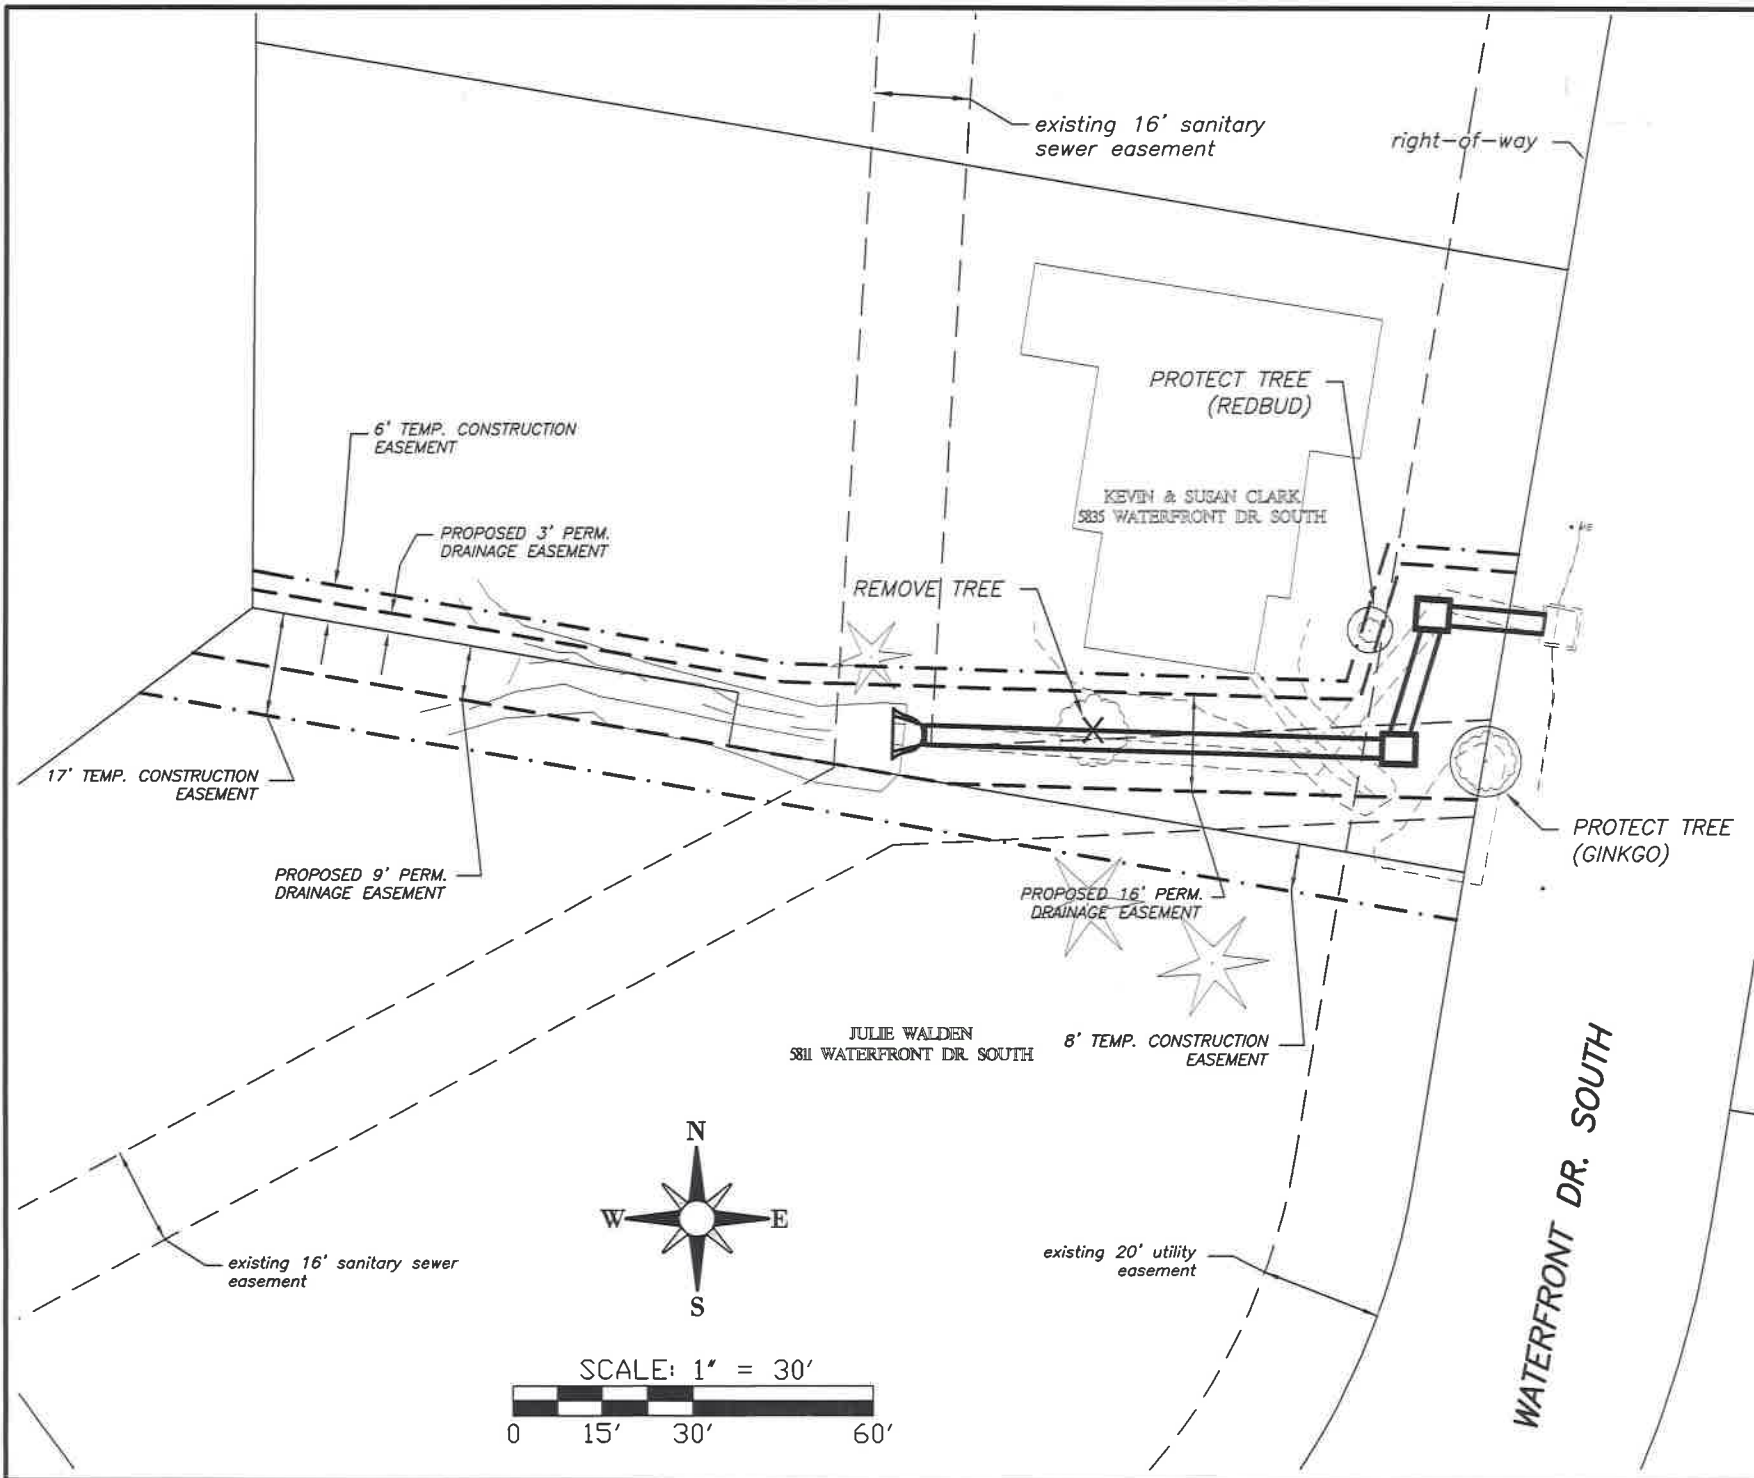 existing 16' sanitary
sewer easement
right-of-way
PROTECT TREE
(REDBUD)
6' TEMP. CONSTRUCTION
EASEMENT
KEVIN & SUSAN CLARK
5835 WATERFRONT DR. SOUTH
PROPOSED 3' PERM.
DRAINAGE EASEMENT
REMOVE TREE
17' TEMP. CONSTRUCTION
EASEMENT
PROTECT TREE
(GINKGO)
PROPOSED 9' PERM.
DRAINAGE EASEMENT
PROPOSED 16' PERM.
DRAINAGE EASEMENT
JULIE WALDEN
5811 WATERFRONT DR. SOUTH
8' TEMP. CONSTRUCTION
EASEMENT
WATERFRONT DR. SOUTH
N
W E
S
existing 16' sanitary sewer
easement
existing 20' utility
easement
SCALE: 1" = 30'
0 15' 30' 60'